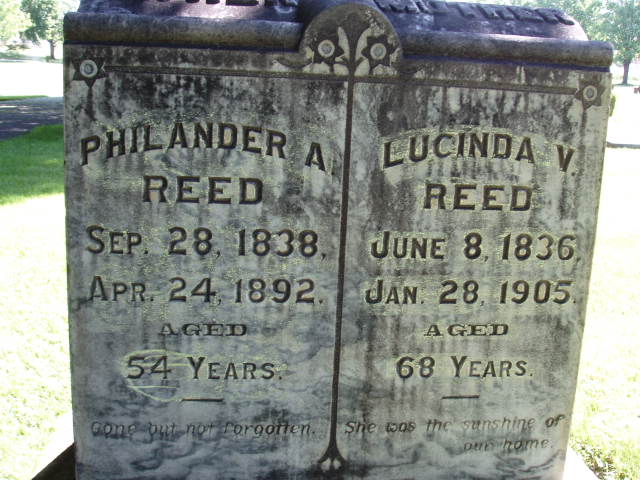 PHILANDER A.
REED
SEP. 28, 1838,
APR. 24, 1892.
AGED
54 YEARS.
Gone but not forgotten.
LUCINDA V.
REED
JUNE 8, 1836,
JAN. 28, 1905.
AGED
68 YEARS.
She was the sunshine of
our home.